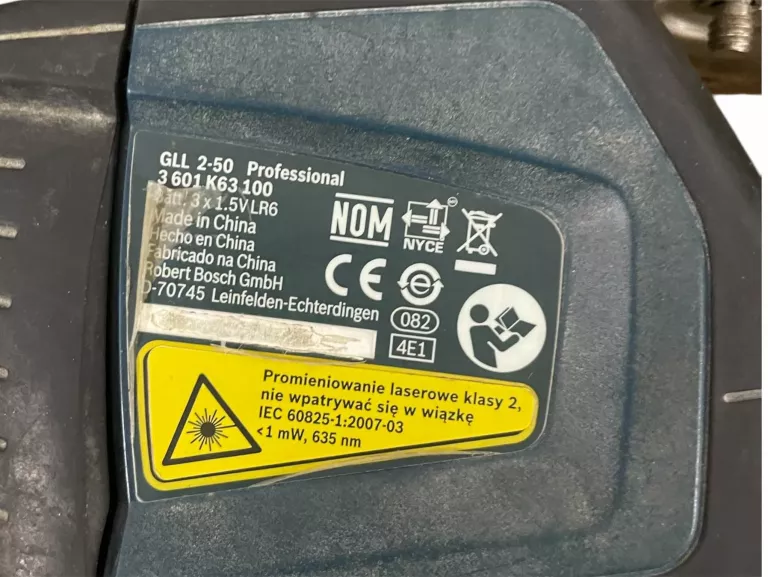 GLL 2-50 Professional
3 601 K63 100
Batt. 3 x 1.5V LR6
Made in China
Hecho en China
Fabricado na China
Robert Bosch GmbH
D-70745 Leinfelden-Echterdingen
NOM
NYCE
CE
e
082
4E1
Promieniowanie laserowe klasy 2,
nie wpatrywać się w wiązkę
IEC 60825-1:2007-03
<1 mW, 635 nm